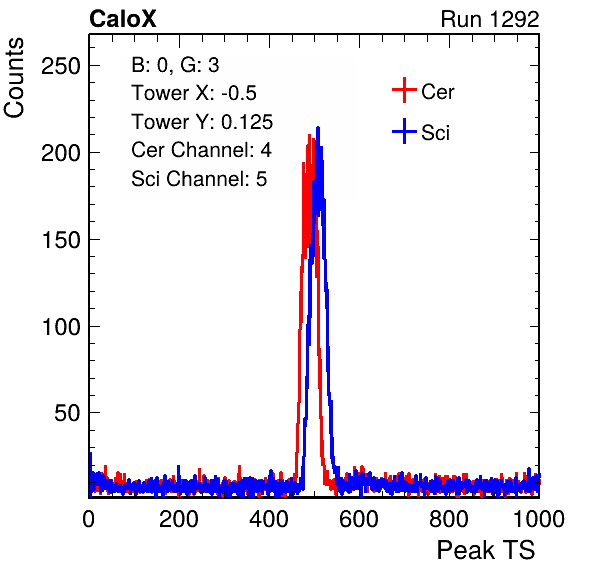 CaloX Run 1292
Counts
B: 0, G: 3
Tower X: -0.5
Tower Y: 0.125
Cer Channel: 4
Sci Channel: 5
Cer
Sci
250
200
150
100
50
0 200 400 600 800 1000
Peak TS